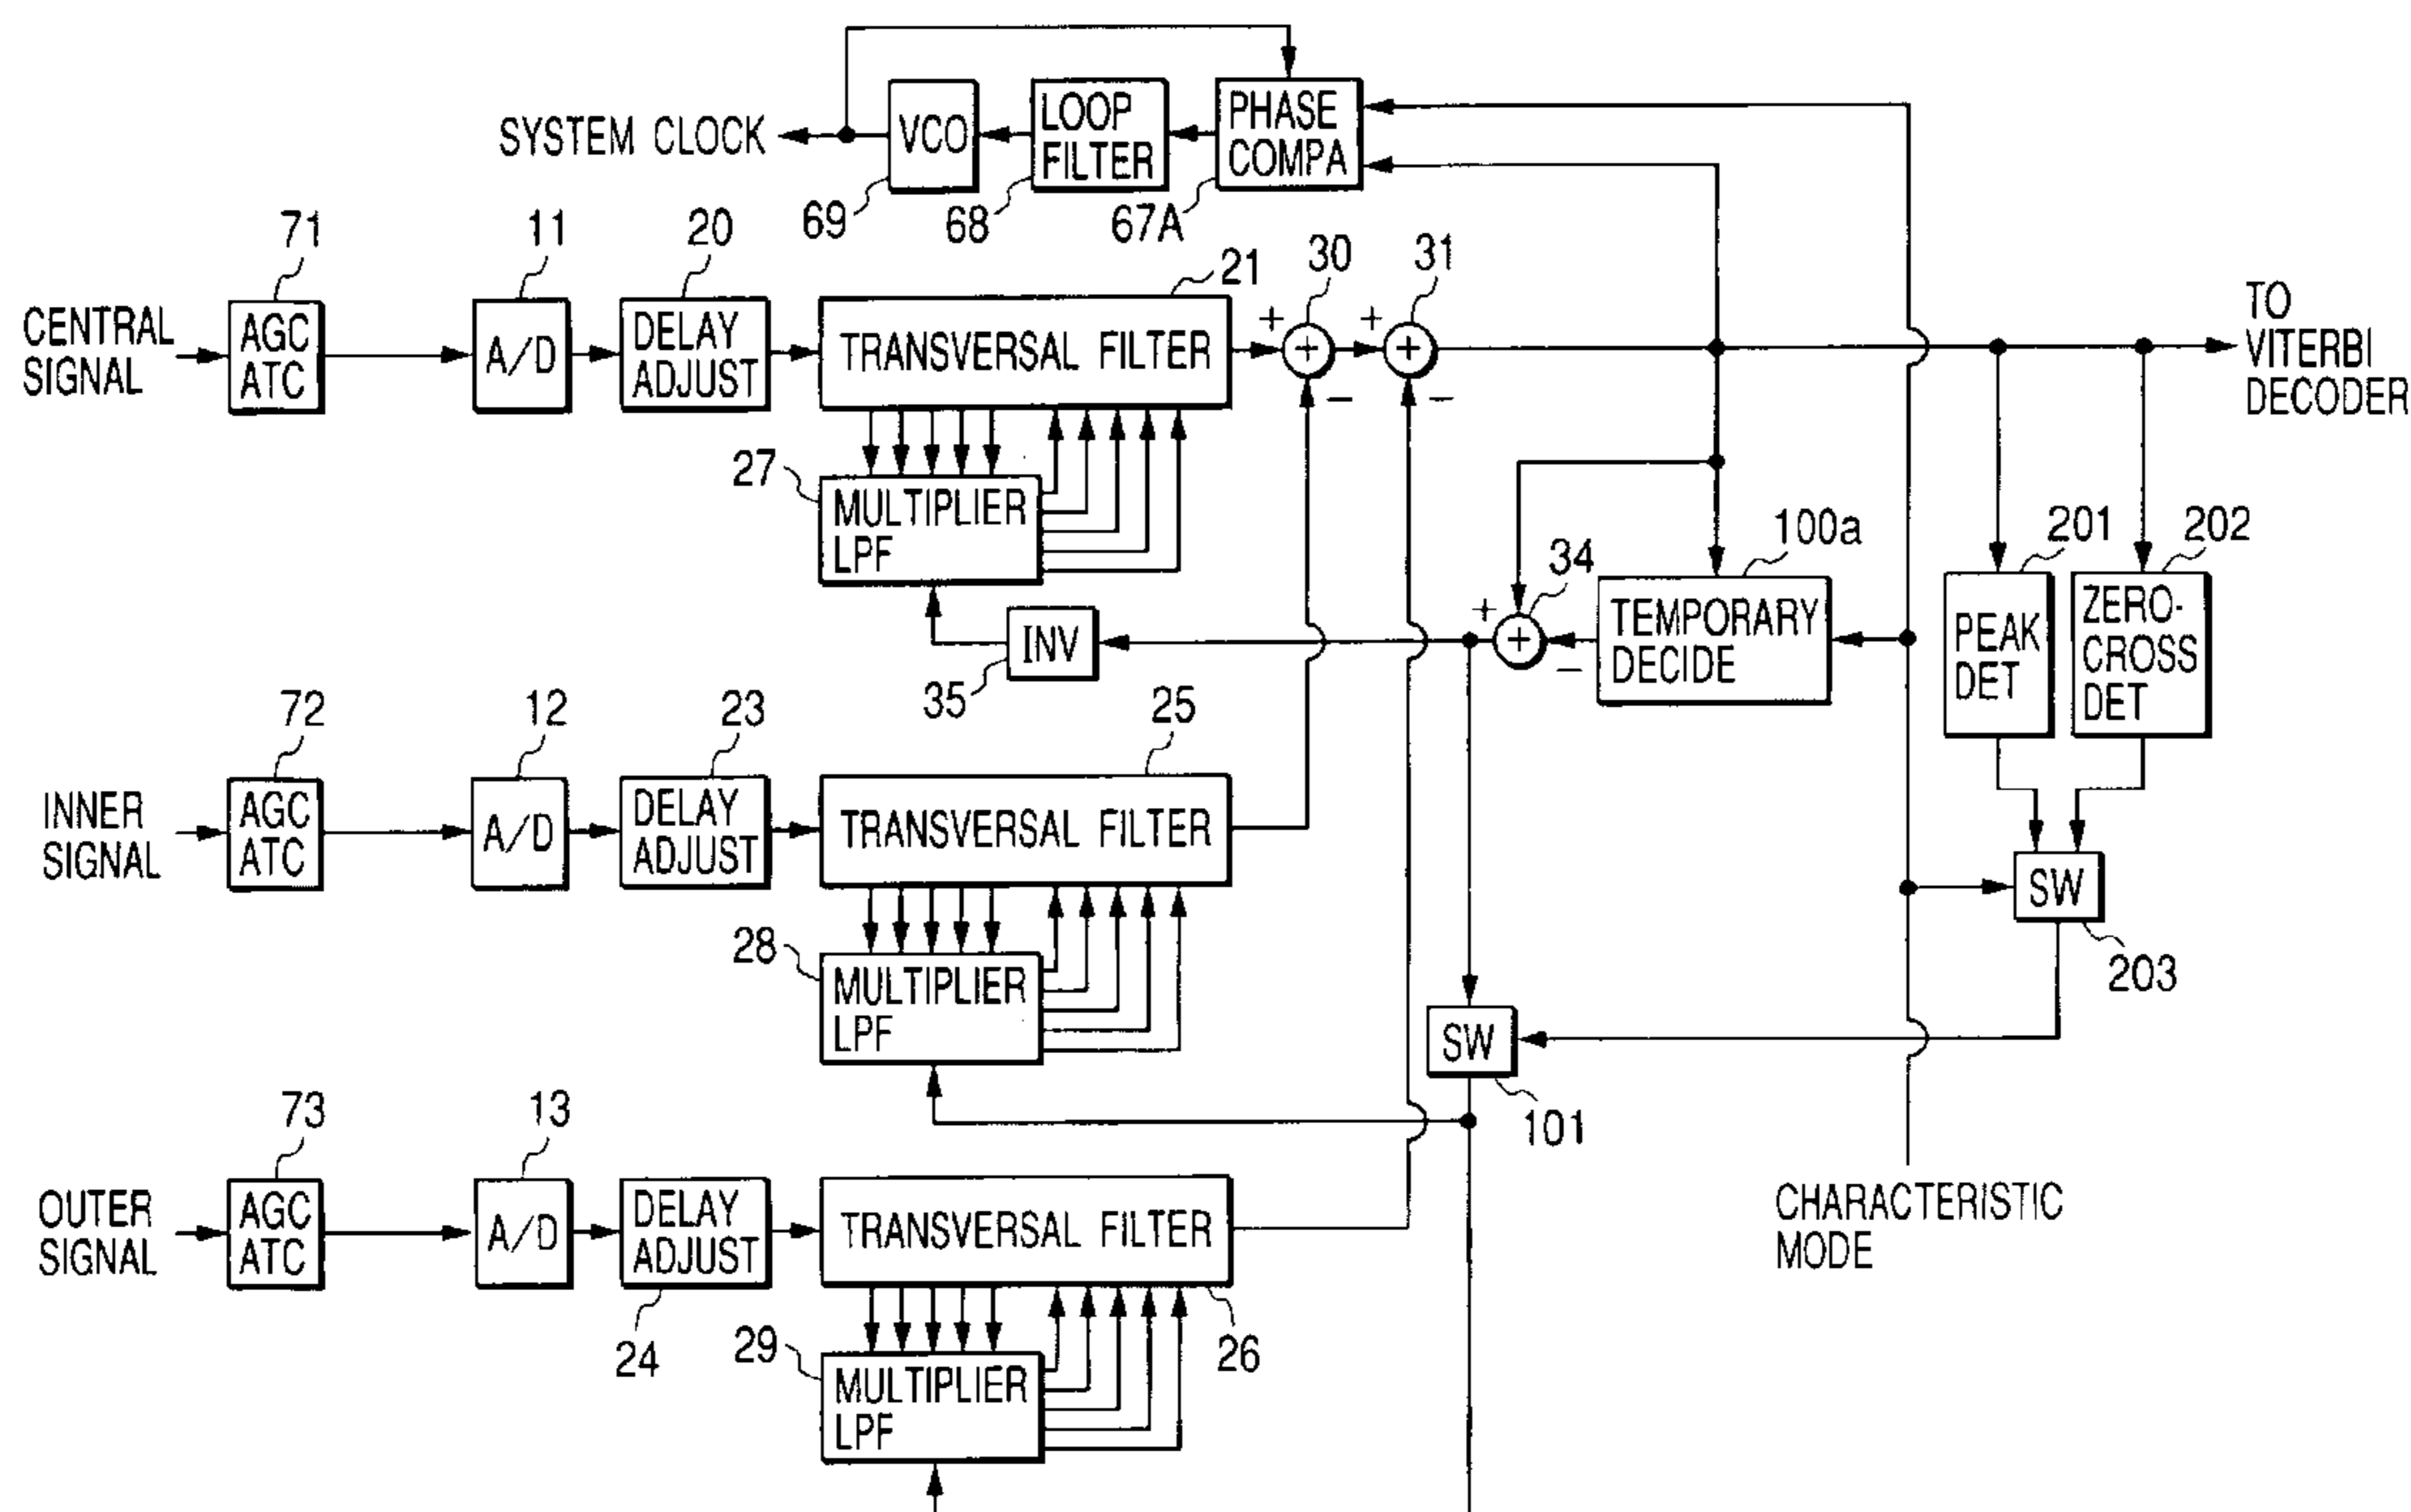 SYSTEM CLOCK
VCO
LOOP
FILTER
PHASE
COMPA
69
68
67A
71
11
20
21
30
31
CENTRAL
SIGNAL
AGC
ATC
A/D
DELAY
ADJUST
TRANSVERSAL FILTER
+
+
+
+
−
−
TO
VITERBI
DECODER
27
MULTIPLIER
LPF
INV
35
34
+
+
−
100a
TEMPORARY
DECIDE
201
202
PEAK
DET
ZERO-
CROSS
DET
72
12
23
25
INNER
SIGNAL
AGC
ATC
A/D
DELAY
ADJUST
TRANSVERSAL FILTER
SW
203
28
MULTIPLIER
LPF
SW
101
73
13
OUTER
SIGNAL
AGC
ATC
A/D
DELAY
ADJUST
24
TRANSVERSAL FILTER
26
CHARACTERISTIC
MODE
29
MULTIPLIER
LPF